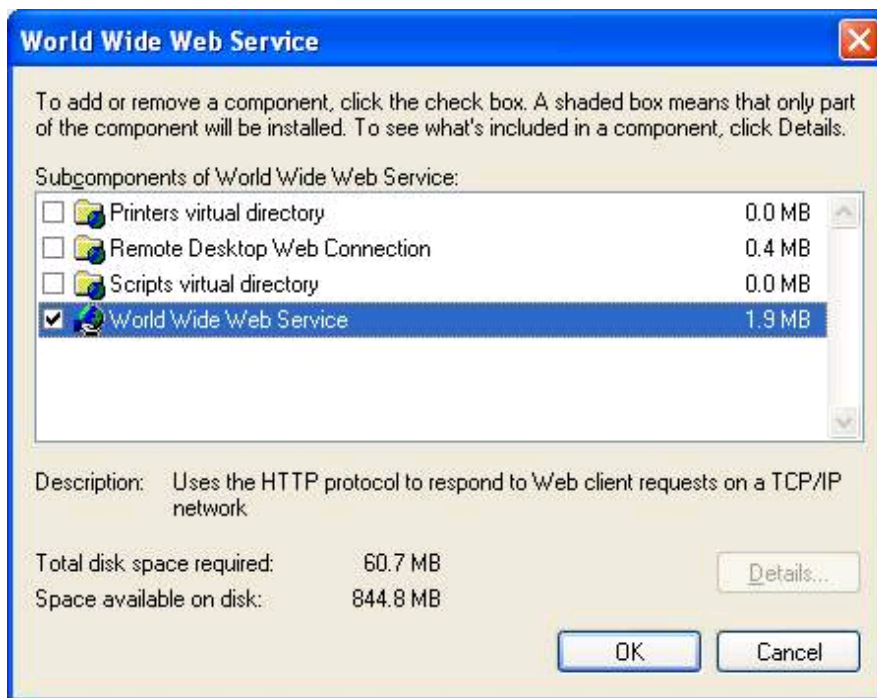 World Wide Web Service
To add or remove a component, click the check box. A shaded box means that only part
of the component will be installed. To see what's included in a component, click Details.
Subcomponents of World Wide Web Service:
Printers virtual directory 0.0 MB
Remote Desktop Web Connection 0.4 MB
Scripts virtual directory 0.0 MB
World Wide Web Service 1.9 MB
Description: Uses the HTTP protocol to respond to Web client requests on a TCP/IP
network
Total disk space required: 60.7 MB
Space available on disk: 844.8 MB
Details...
OK Cancel